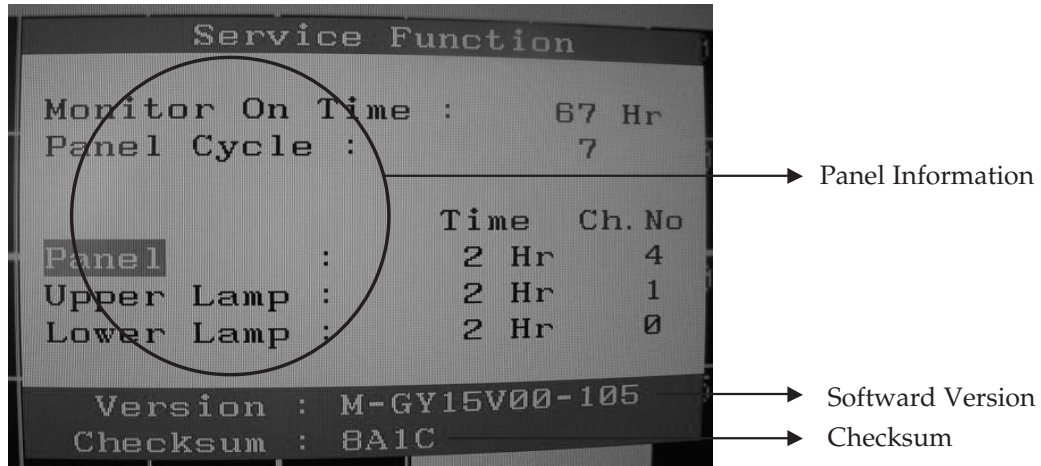 Service Function
Monitor On Time : 67 Hr
Panel Cycle : 7
Panel Information
Time Ch. No
Panel : 2 Hr 4
Upper Lamp : 2 Hr 1
Lower Lamp : 2 Hr 0
Version : M-GY15V00-105
Softward Version
Checksum : 8A1C
Checksum